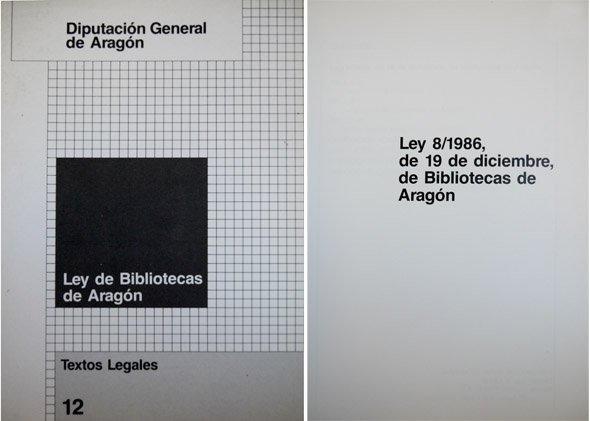 Diputación General
de Aragón
Ley de Bibliotecas
de Aragón
Textos Legales
12
Ley 8/1986,
de 19 de diciembre,
de Bibliotecas de
Aragón